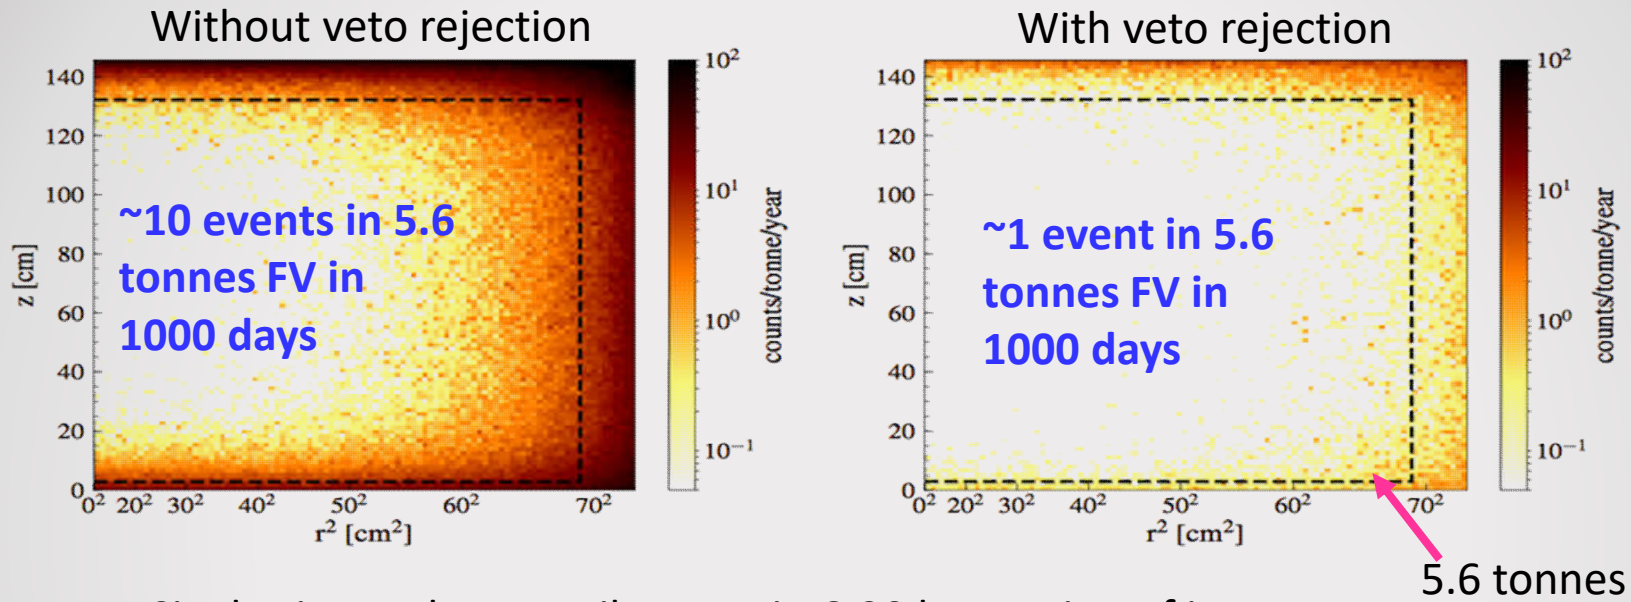 Without veto rejection
With veto rejection
140
120
100
80
60
40
20
0
z [cm]
0² 20² 30² 40² 50² 60² 70²
r² [cm²]
10²
10¹
10⁰
10⁻¹
counts/tonne/year
~10 events in 5.6
tonnes FV in
1000 days
140
120
100
80
60
40
20
0
z [cm]
0² 20² 30² 40² 50² 60² 70²
r² [cm²]
10²
10¹
10⁰
10⁻¹
counts/tonne/year
~1 event in 5.6
tonnes FV in
1000 days
5.6 tonnes